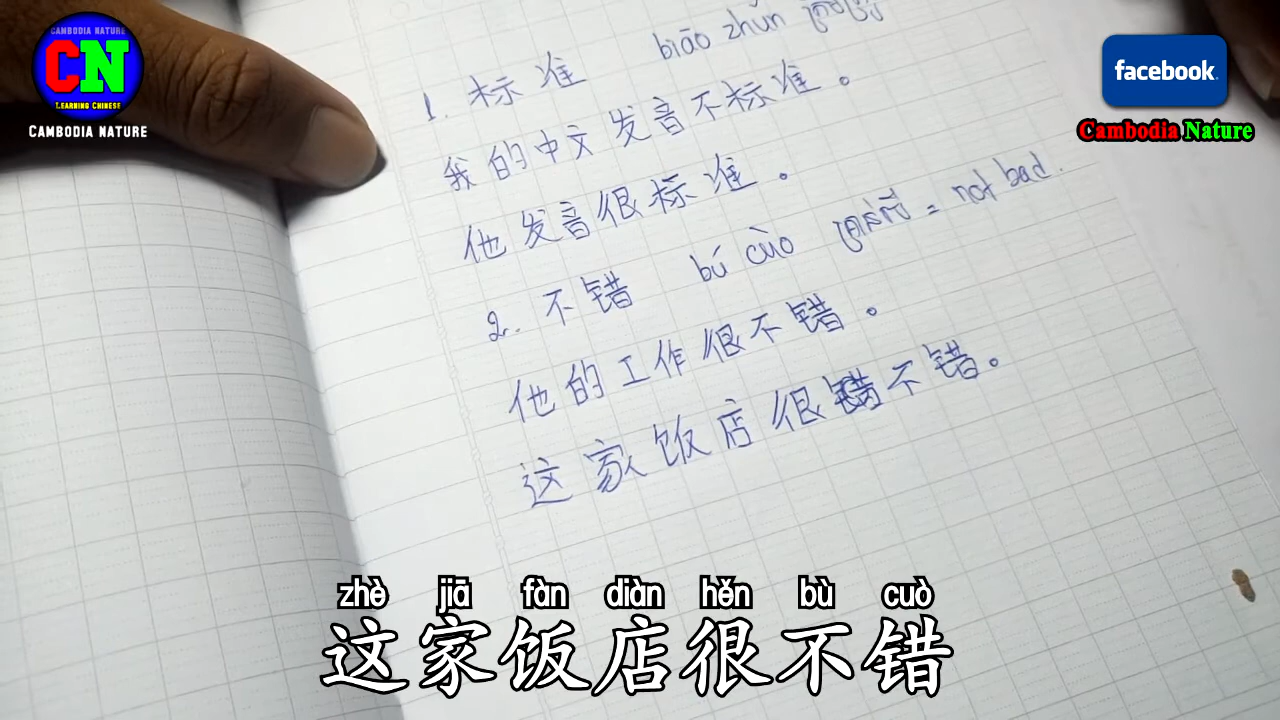 CAMBODIA NATURE
CN
LEARNING CHINESE
CAMBODIA NATURE
facebook
Cambodia Nature
1. 标准 biāo zhǔn
我的中文发音不标准。
他发音很标准。
2. 不错 bú cùo = not bad.
他的工作很不错。
这家饭店很不错。
zhè jiā fàn diàn hěn bù cuò
这家饭店很不错